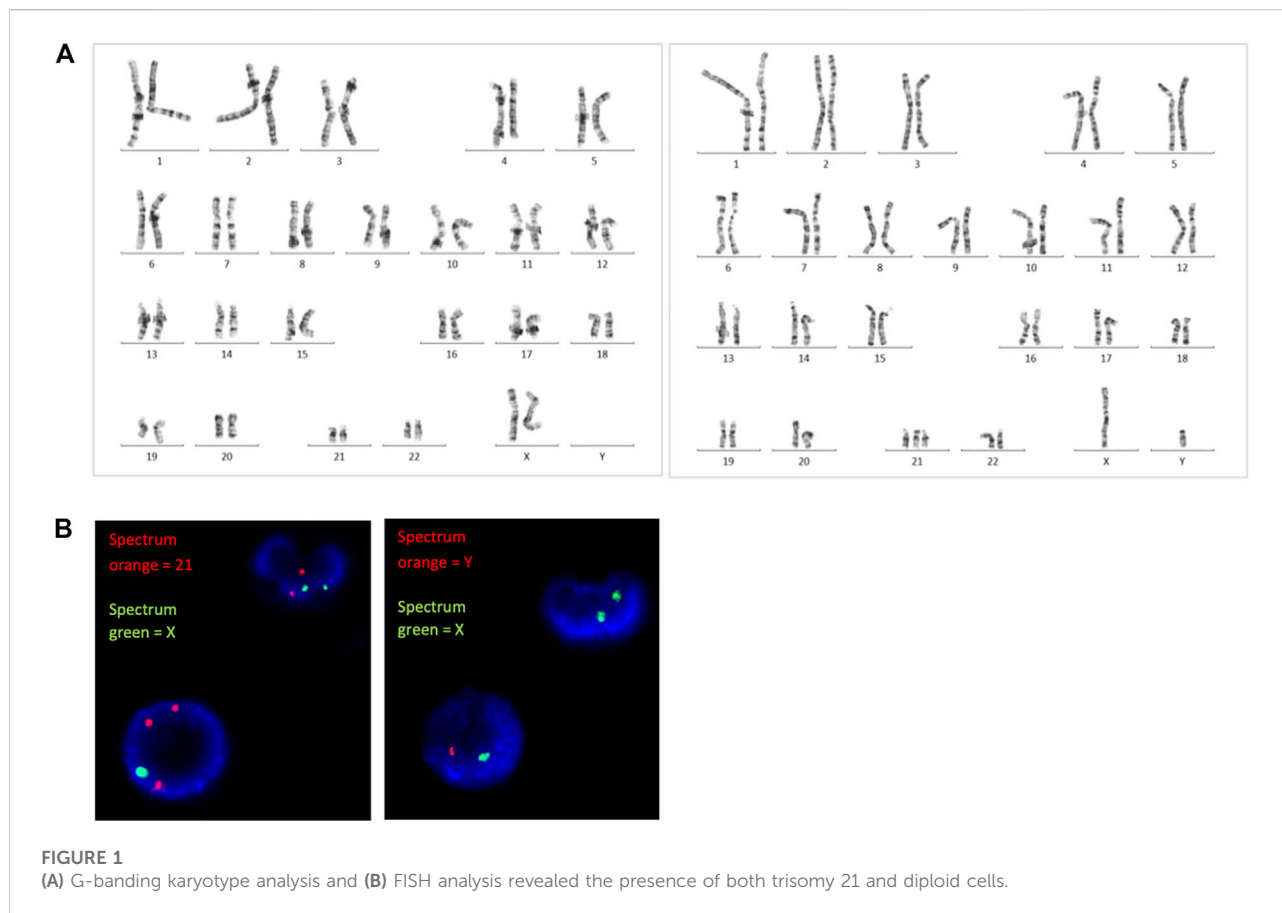 A
1 2 3 4 5
6 7 8 9 10 11 12
13 14 15 16 17 18
19 20 21 22 X Y
1 2 3 4 5
6 7 8 9 10 11 12
13 14 15 16 17 18
19 20 21 22 X Y
B
Spectrum
orange = 21
Spectrum
green = X
Spectrum
orange = Y
Spectrum
green = X
FIGURE 1
(A) G-banding karyotype analysis and (B) FISH analysis revealed the presence of both trisomy 21 and diploid cells.